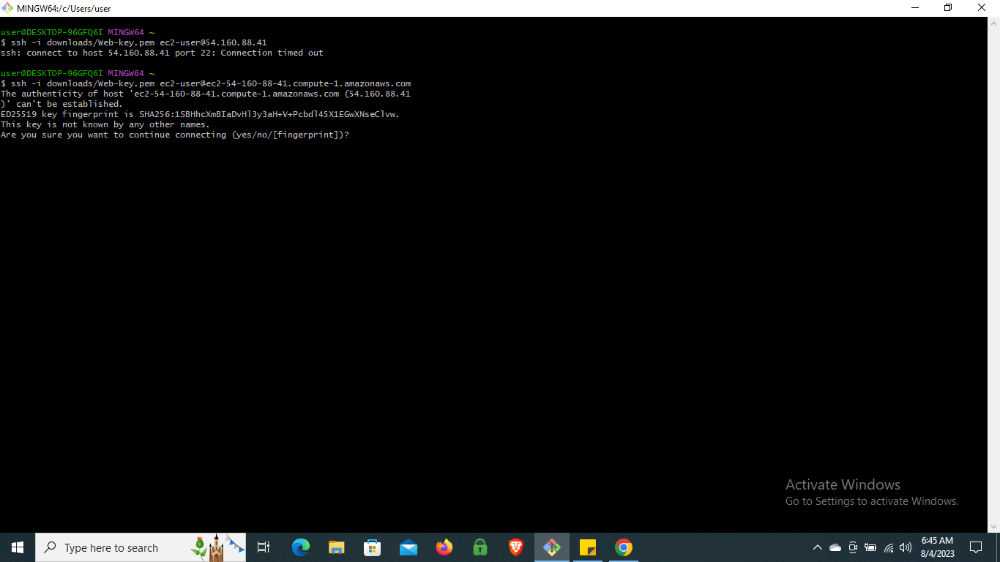 MINGW64:/c/Users/user
user@DESKTOP-96GFQ6I MINGW64 ~
$ ssh -i downloads/Web-key.pem ec2-user@54.160.88.41
ssh: connect to host 54.160.88.41 port 22: Connection timed out
user@DESKTOP-96GFQ6I MINGW64 ~
$ ssh -i downloads/Web-key.pem ec2-user@ec2-54-160-88-41.compute-1.amazonaws.com
The authenticity of host 'ec2-54-160-88-41.compute-1.amazonaws.com (54.160.88.41
)' can't be established.
ED25519 key fingerprint is SHA256:1SBHhcXmBIaDvHl3y3aH+V+Pcbdl45X1EGwXNseClvw.
This key is not known by any other names.
Are you sure you want to continue connecting (yes/no/[fingerprint])?
Activate Windows
Go to Settings to activate Windows.
Type here to search
6:45 AM
8/4/2023